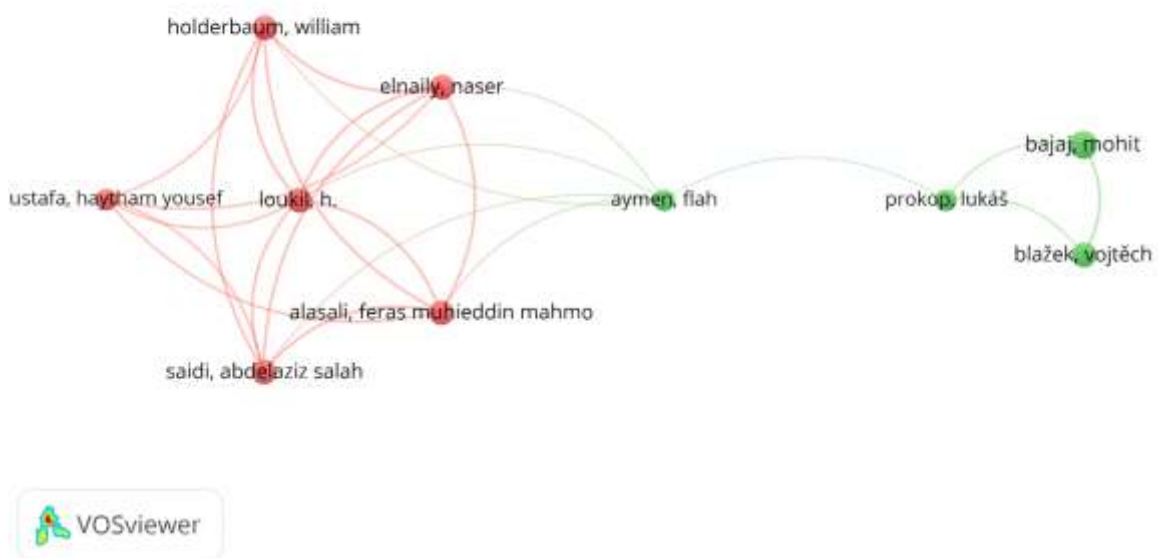 holderbaum, william
elnaily, naser
bajaj, mohit
ustafa, haytham yousef
loukil, h.
aymen, flah
prokop, lukáš
blažek, vojtěch
alasali, feras muhieddin mahmo
saidi, abdelaziz salah
VOSviewer